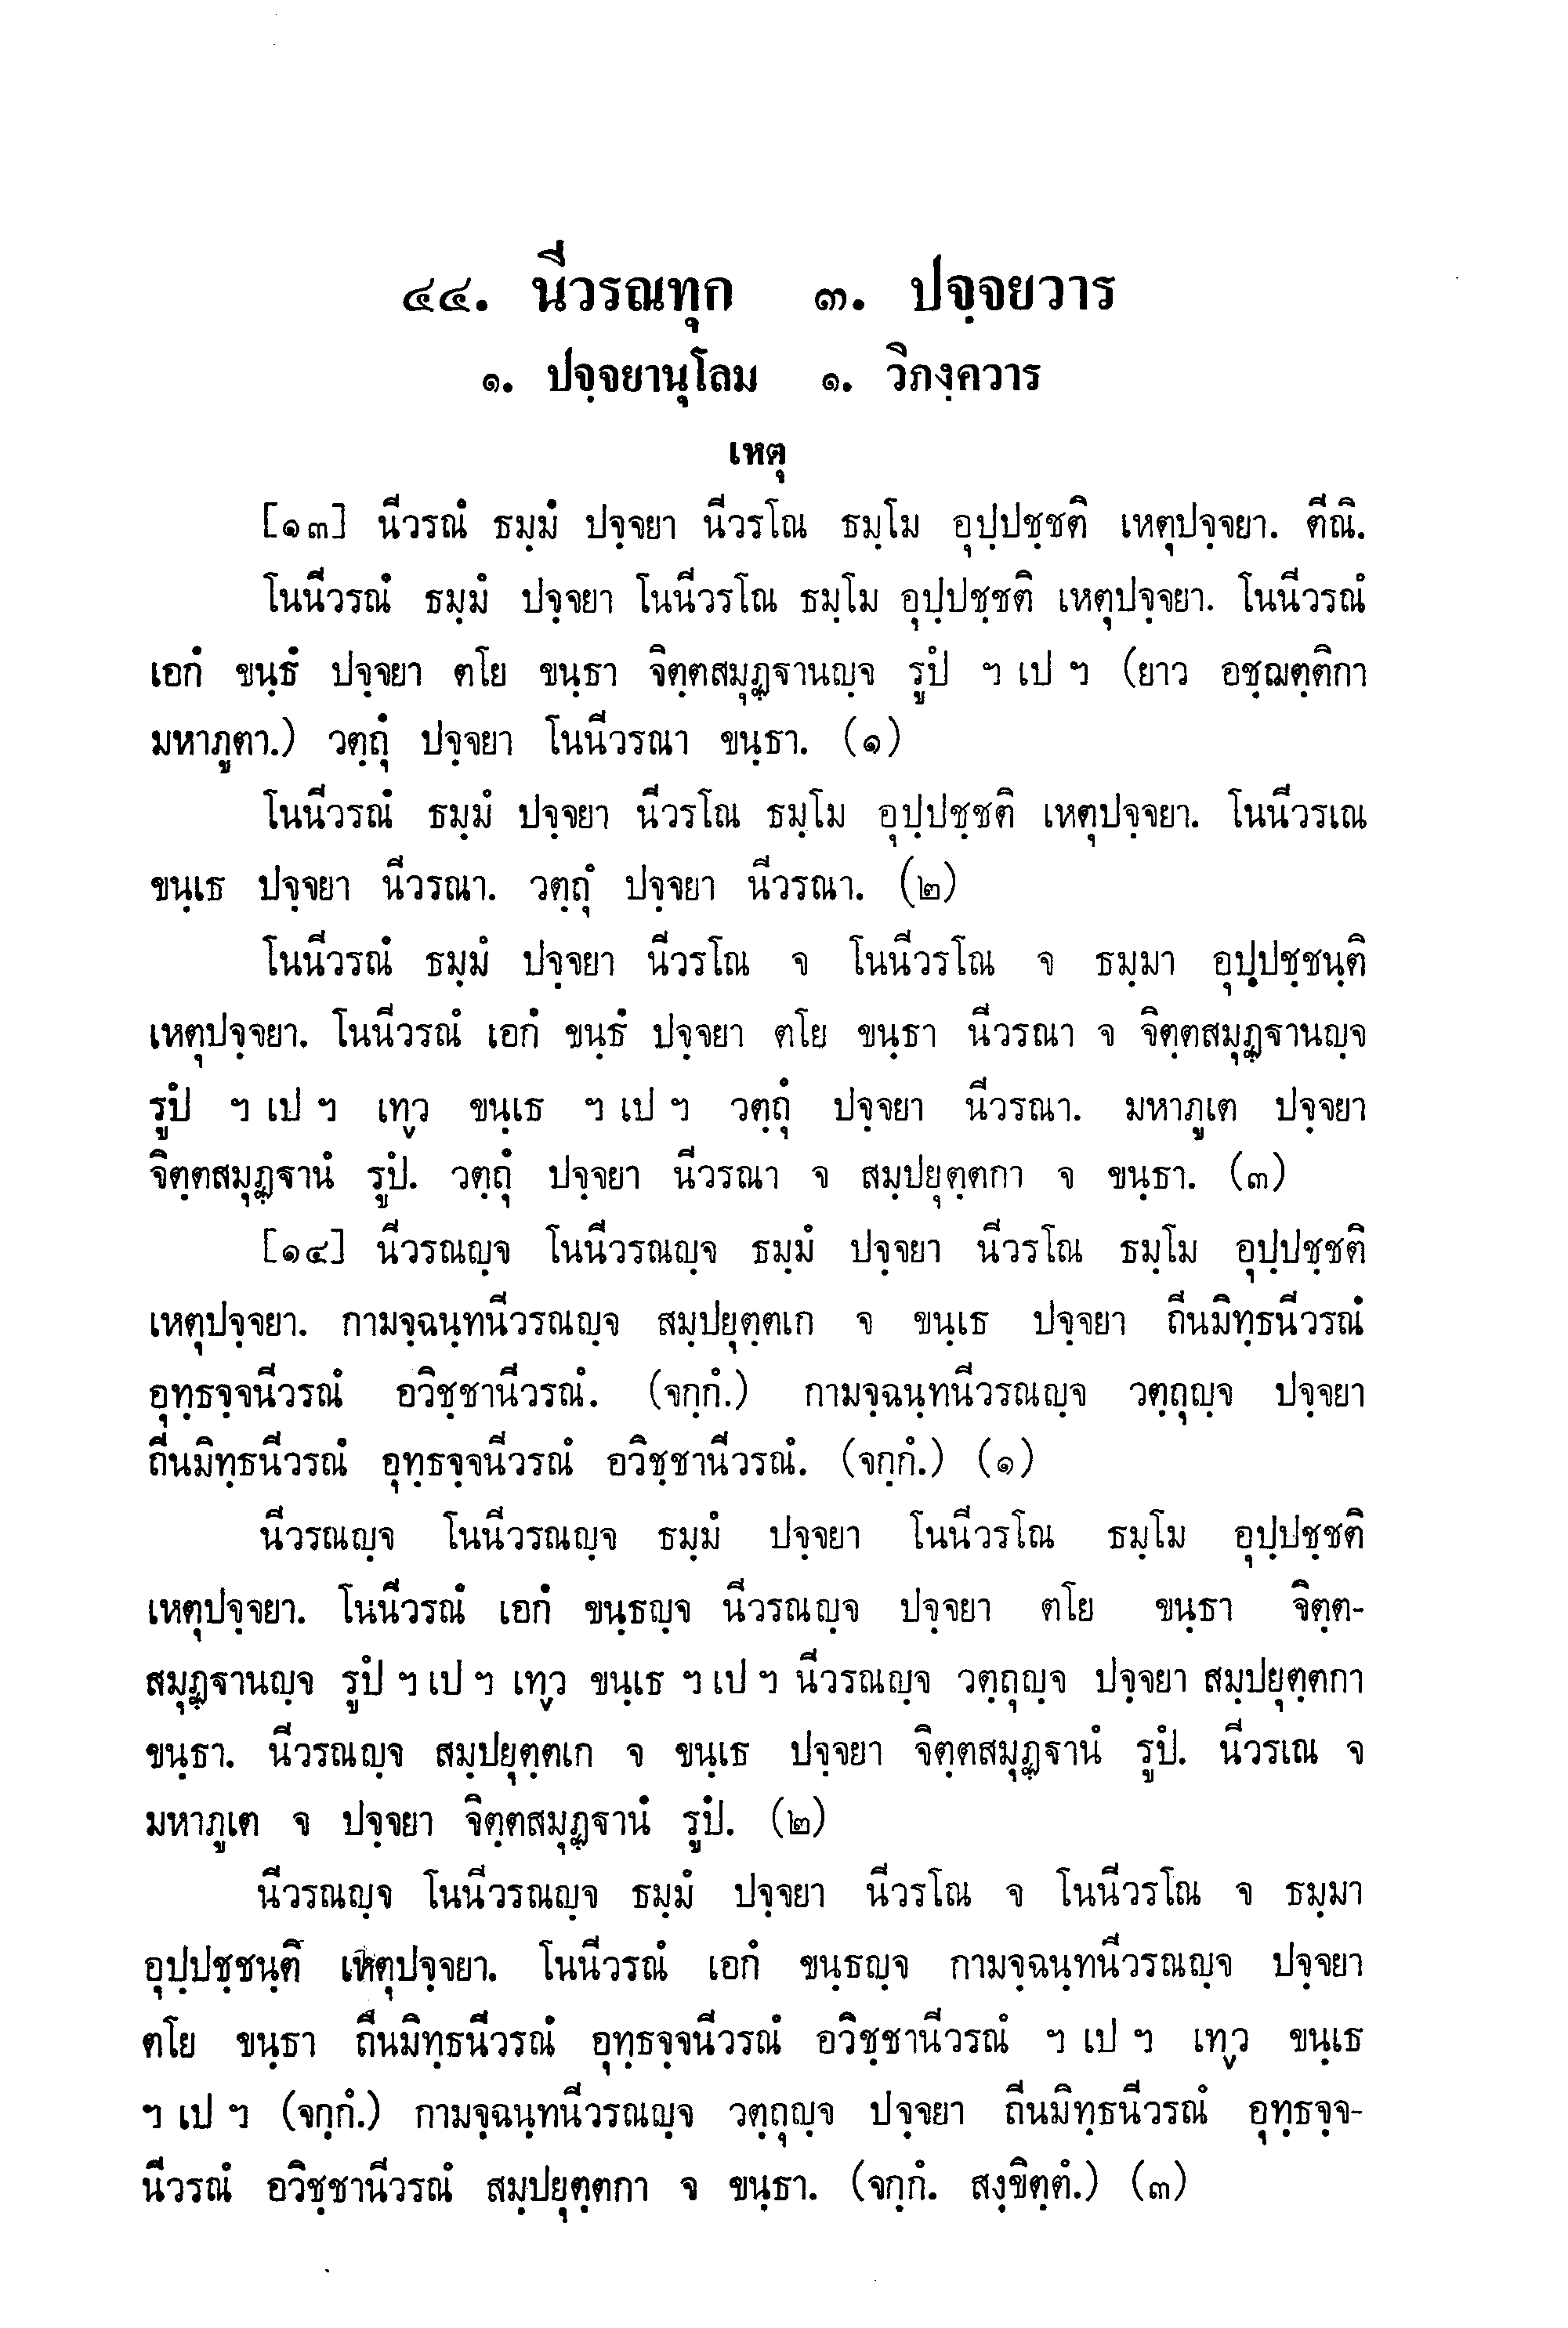 ๔๔. นีวรณทุก ๓. ปจฺจยวาร
๑. ปจฺจยานุโลม ๑. วิภงฺควาร
เหตุ
[๑๓] นีวรณํ ธมฺมํ ปจฺจยา นีวรโณ ธมฺโม อุปฺปชฺชติ เหตุปจฺจยา. ตีณิ.
โนนีวรณํ ธมฺมํ ปจฺจยา โนนีวรโณ ธมฺโม อุปฺปชฺชติ เหตุปจฺจยา. โนนีวรณํ
เอกํ ขนฺธํ ปจฺจยา ตโย ขนฺธา จิตฺตสมุฏฺฐานญฺจ รูปํ ฯ เป ฯ (ยาว อชฺฌตฺติกา
มหาภูตา.) วตฺถุํ ปจฺจยา โนนีวรณา ขนฺธา. (๑)
โนนีวรณํ ธมฺมํ ปจฺจยา นีวรโณ ธมฺโม อุปฺปชฺชติ เหตุปจฺจยา. โนนีวรเณ
ขนฺเธ ปจฺจยา นีวรณา. วตฺถุํ ปจฺจยา นีวรณา. (๒)
โนนีวรณํ ธมฺมํ ปจฺจยา นีวรโณ จ โนนีวรโณ จ ธมฺมา อุปฺปชฺชนฺติ
เหตุปจฺจยา. โนนีวรณํ เอกํ ขนฺธํ ปจฺจยา ตโย ขนฺธา นีวรณา จ จิตฺตสมุฏฺฐานญฺจ
รูปํ ฯ เป ฯ เทฺว ขนฺเธ ฯ เป ฯ วตฺถุํ ปจฺจยา นีวรณา. มหาภูเต ปจฺจยา
จิตฺตสมุฏฺฐานํ รูปํ. วตฺถุํ ปจฺจยา นีวรณา จ สมฺปยุตฺตกา จ ขนฺธา. (๓)
[๑๔] นีวรณญฺจ โนนีวรณญฺจ ธมฺมํ ปจฺจยา นีวรโณ ธมฺโม อุปฺปชฺชติ
เหตุปจฺจยา. กามจฺฉนฺทนีวรณญฺจ สมฺปยุตฺตเก จ ขนฺเธ ปจฺจยา ถีนมิทฺธนีวรณํ
อุทฺธจฺจนีวรณํ อวิชฺชานีวรณํ. (จกฺกํ.) กามจฺฉนฺทนีวรณญฺจ วตฺถุญฺจ ปจฺจยา
ถีนมิทฺธนีวรณํ อุทฺธจฺจนีวรณํ อวิชฺชานีวรณํ. (จกฺกํ.) (๑)
นีวรณญฺจ โนนีวรณญฺจ ธมฺมํ ปจฺจยา โนนีวรโณ ธมฺโม อุปฺปชฺชติ
เหตุปจฺจยา. โนนีวรณํ เอกํ ขนฺธญฺจ นีวรณญฺจ ปจฺจยา ตโย ขนฺธา จิตฺต-
สมุฏฺฐานญฺจ รูปํ ฯ เป ฯ เทฺว ขนฺเธ ฯ เป ฯ นีวรณญฺจ วตฺถุญฺจ ปจฺจยา สมฺปยุตฺตกา
ขนฺธา. นีวรณญฺจ สมฺปยุตฺตเก จ ขนฺเธ ปจฺจยา จิตฺตสมุฏฺฐานํ รูปํ. นีวรเณ จ
มหาภูเต จ ปจฺจยา จิตฺตสมุฏฺฐานํ รูปํ. (๒)
นีวรณญฺจ โนนีวรณญฺจ ธมฺมํ ปจฺจยา นีวรโณ จ โนนีวรโณ จ ธมฺมา
อุปฺปชฺชนฺติ เหตุปจฺจยา. โนนีวรณํ เอกํ ขนฺธญฺจ กามจฺฉนฺทนีวรณญฺจ ปจฺจยา
ตโย ขนฺธา ถีนมิทฺธนีวรณํ อุทฺธจฺจนีวรณํ อวิชฺชานีวรณํ ฯ เป ฯ เทฺว ขนฺเธ
ฯ เป ฯ (จกฺกํ.) กามจฺฉนฺทนีวรณญฺจ วตฺถุญฺจ ปจฺจยา ถีนมิทฺธนีวรณํ อุทฺธจฺจ-
นีวรณํ อวิชฺชานีวรณํ สมฺปยุตฺตกา จ ขนฺธา. (จกฺกํ. สงฺขิตฺตํ.) (๓)